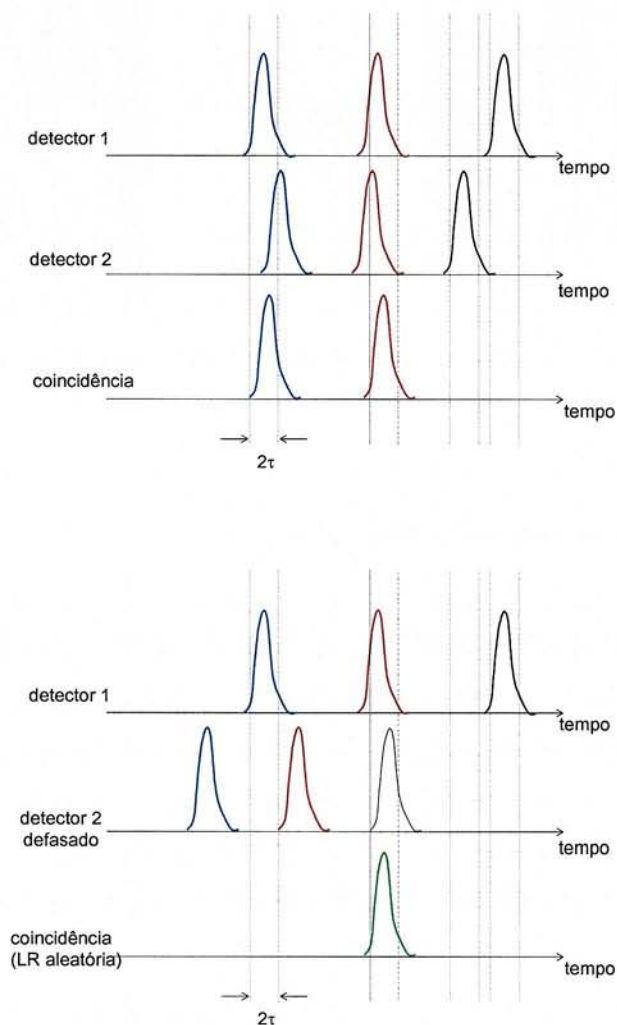 detector 1
tempo
detector 2
tempo
coincidência
tempo
2τ
detector 1
tempo
detector 2
defasado
tempo
coincidência
(LR aleatória)
tempo
2τ